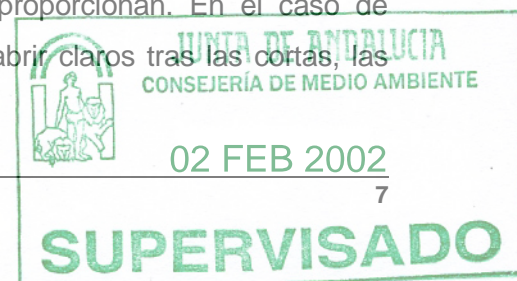 proporcionan. En el caso de
abrir claros tras las cortas, las
JUNTA DE ANDALUCIA
CONSEJERÍA DE MEDIO AMBIENTE
02 FEB 2002
7
SUPERVISADO